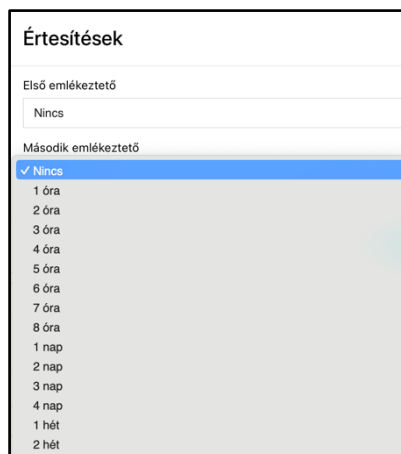 Értesítések
Első emlékeztető
Nincs
Második emlékeztető
✓ Nincs
1 óra
2 óra
3 óra
4 óra
5 óra
6 óra
7 óra
8 óra
1 nap
2 nap
3 nap
4 nap
1 hét
2 hét